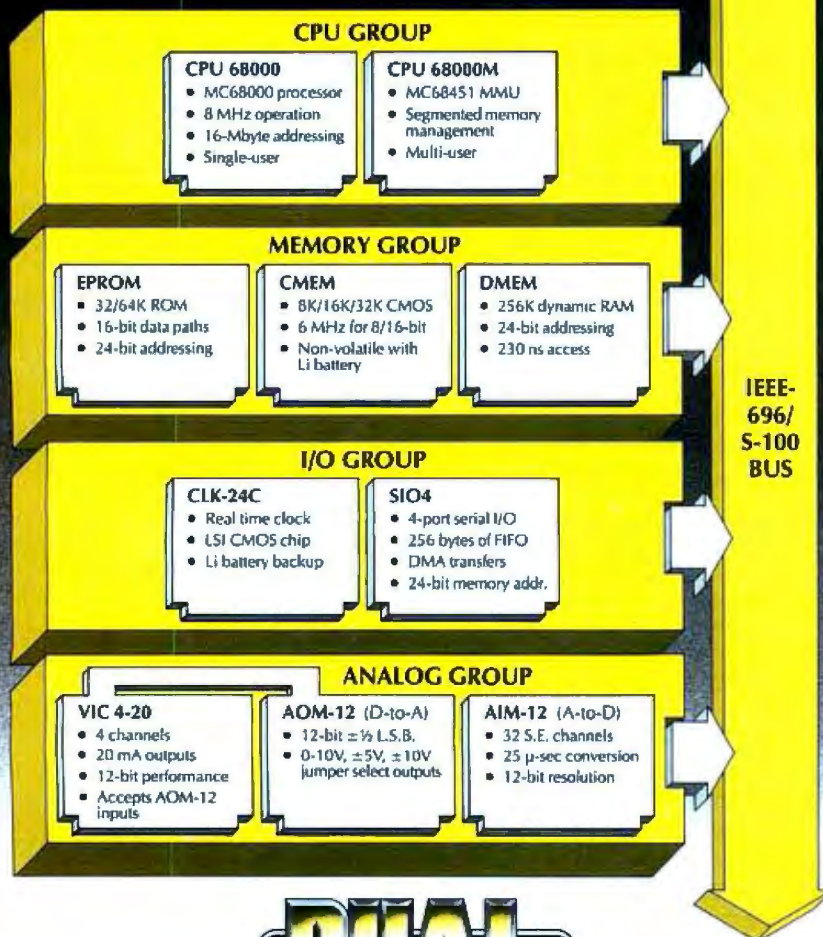 CPU GROUP
CPU 68000
• MC68000 processor
• 8 MHz operation
• 16-Mbyte addressing
• Single-user
CPU 68000M
• MC68451 MMU
• Segmented memory
management
• Multi-user
MEMORY GROUP
EPROM
• 32/64K ROM
• 16-bit data paths
• 24-bit addressing
CMEM
• 8K/16K/32K CMOS
• 6 MHz for 8/16-bit
• Non-volatile with
Li battery
DMEM
• 256K dynamic RAM
• 24-bit addressing
• 230 ns access
I/O GROUP
CLK-24C
• Real time clock
• LSI CMOS chip
• Li battery backup
SIO4
• 4-port serial I/O
• 256 bytes of FIFO
• DMA transfers
• 24-bit memory addr.
ANALOG GROUP
VIC 4-20
• 4 channels
• 20 mA outputs
• 12-bit performance
• Accepts AOM-12
inputs
AOM-12 (D-to-A)
• 12-bit ±½ L.S.B.
• 0-10V, ±5V, ±10V
jumper select outputs
AIM-12 (A-to-D)
• 32 S.E. channels
• 25 µ-sec conversion
• 12-bit resolution
IEEE-
696/
S-100
BUS
DUAL